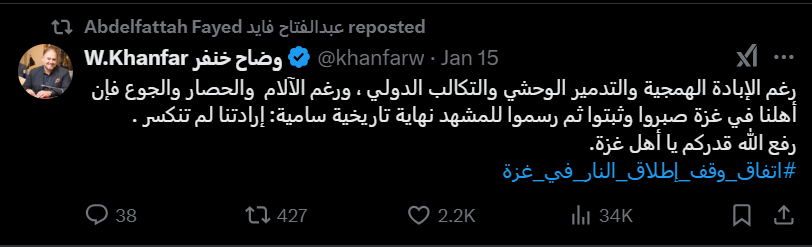 Abdelfattah Fayed عبدالفتاح فايد reposted
W.Khanfar وضاح خنفر @khanfarw · Jan 15
رغم الإبادة الهمجية والتدمير الوحشي والتكالب الدولي ، ورغم الآلام والحصار والجوع فإن
أهلنا في غزة صبروا وثبتوا ثم رسموا للمشهد نهاية تاريخية سامية: إرادتنا لم تنكسر .
رفع الله قدركم يا أهل غزة.
#اتفاق_وقف_إطلاق_النار_في_غزة
38 427 2.2K 34K